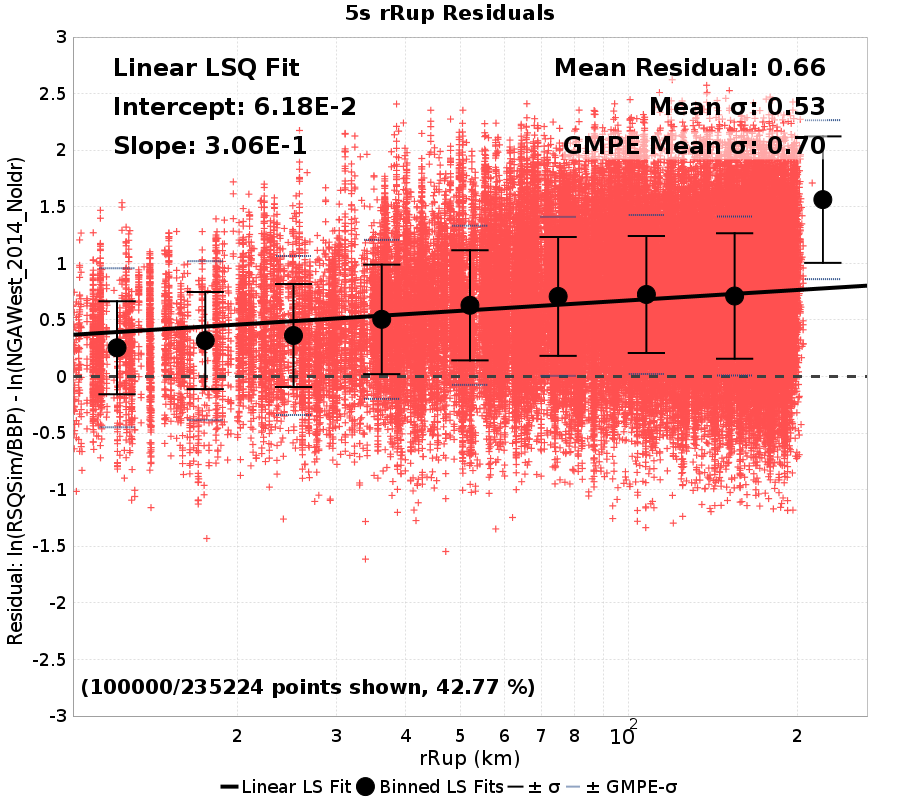 5s rRup Residuals
Linear LSQ Fit
Intercept: 6.18E-2
Slope: 3.06E-1
Mean Residual: 0.66
Mean σ: 0.53
GMPE Mean σ: 0.70
3
2.5
2
1.5
1
0.5
0
-0.5
-1
-1.5
-2
-2.5
-3
Residual: ln(RSQSim/BBP) - ln(NGAWest_2014_NoIdr)
(100000/235224 points shown, 42.77 %)
2 3 4 5 6 7 8 10² 2
rRup (km)
Linear LS Fit Binned LS Fits ± σ ± GMPE-σ